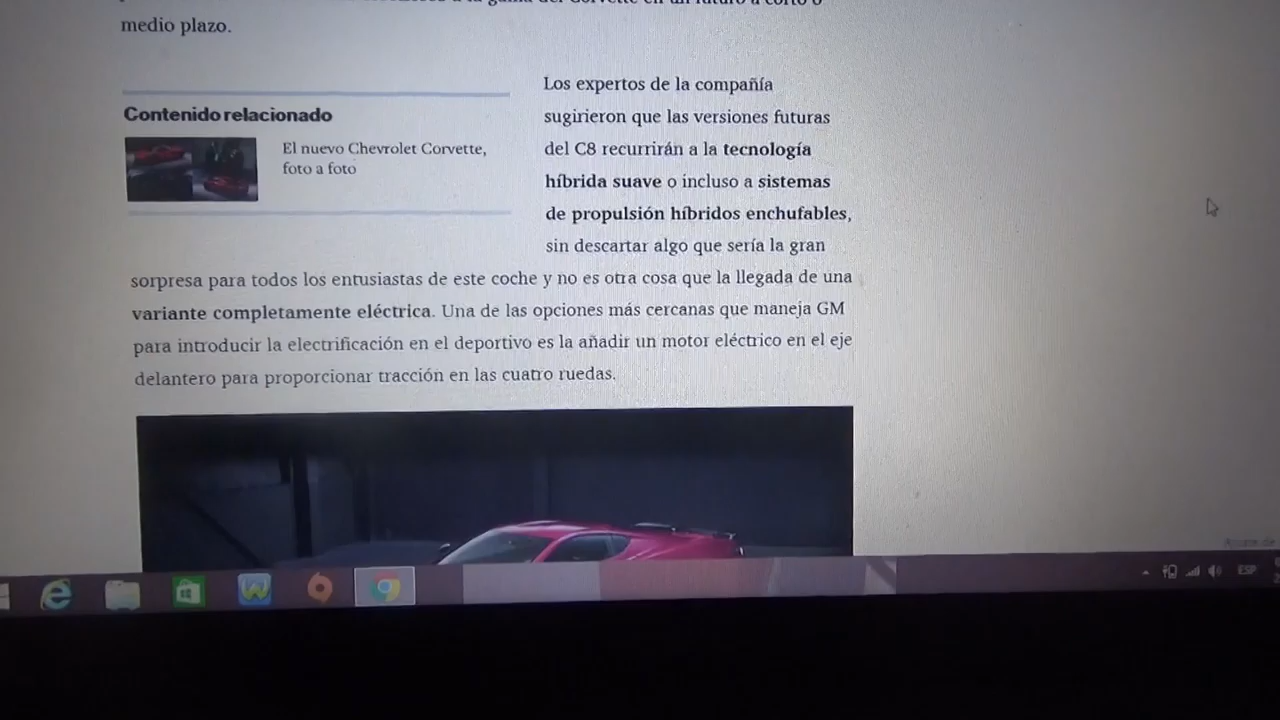 medio plazo.
Contenido relacionado
El nuevo Chevrolet Corvette,
foto a foto
Los expertos de la compañía
sugirieron que las versiones futuras
del C8 recurrirán a la tecnología
híbrida suave o incluso a sistemas
de propulsión híbridos enchufables,
sin descartar algo que sería la gran
sorpresa para todos los entusiastas de este coche y no es otra cosa que la llegada de una
variante completamente eléctrica. Una de las opciones más cercanas que maneja GM
para introducir la electrificación en el deportivo es la añadir un motor eléctrico en el eje
delantero para proporcionar tracción en las cuatro ruedas.
ESP